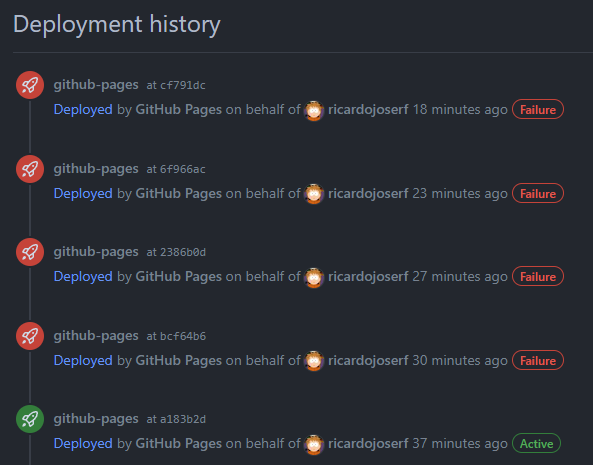 Deployment history
github-pages at cf791dc
Deployed by GitHub Pages on behalf of ricardojoserf 18 minutes ago Failure
github-pages at 6f966ac
Deployed by GitHub Pages on behalf of ricardojoserf 23 minutes ago Failure
github-pages at 2386b0d
Deployed by GitHub Pages on behalf of ricardojoserf 27 minutes ago Failure
github-pages at bcf64b6
Deployed by GitHub Pages on behalf of ricardojoserf 30 minutes ago Failure
github-pages at a183b2d
Deployed by GitHub Pages on behalf of ricardojoserf 37 minutes ago Active